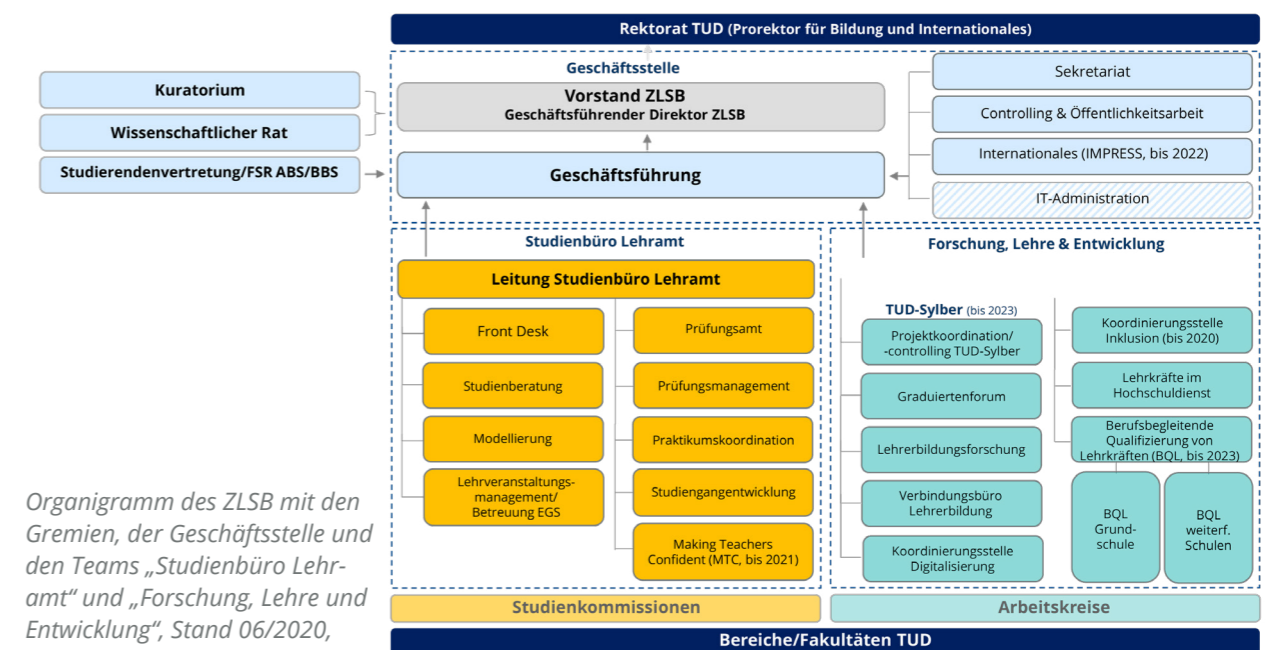 Rektorat TUD (Prorektor für Bildung und Internationales)
Geschäftsstelle
Vorstand ZLSB
Geschäftsführender Direktor ZLSB
Geschäftsführung
Kuratorium
Wissenschaftlicher Rat
Studierendenvertretung/FSR ABS/BBS
Sekretariat
Controlling & Öffentlichkeitsarbeit
Internationales (IMPRESS, bis 2022)
IT-Administration
Studienbüro Lehramt
Leitung Studienbüro Lehramt
Front Desk
Studienberatung
Modellierung
Lehrveranstaltungs-
management/
Betreuung EGS
Prüfungsamt
Prüfungsmanagement
Praktikumskoordination
Studiengangentwicklung
Making Teachers
Confident (MTC, bis 2021)
Forschung, Lehre & Entwicklung
TUD-Sylber (bis 2023)
Projektkoordination/
-controlling TUD-Sylber
Graduiertenforum
Lehrerbildungsforschung
Verbindungsbüro
Lehrerbildung
Koordinierungsstelle
Digitalisierung
Koordinierungsstelle
Inklusion (bis 2020)
Lehrkräfte im
Hochschuldienst
Berufsbegleitende
Qualifizierung von
Lehrkräften (BQL, bis 2023)
BQL
Grund-
schule
BQL
weiterf.
Schulen
Studienkommissionen
Arbeitskreise
Bereiche/Fakultäten TUD
Organigramm des ZLSB mit den
Gremien, der Geschäftsstelle und
den Teams „Studienbüro Lehr-
amt“ und „Forschung, Lehre und
Entwicklung“, Stand 06/2020,